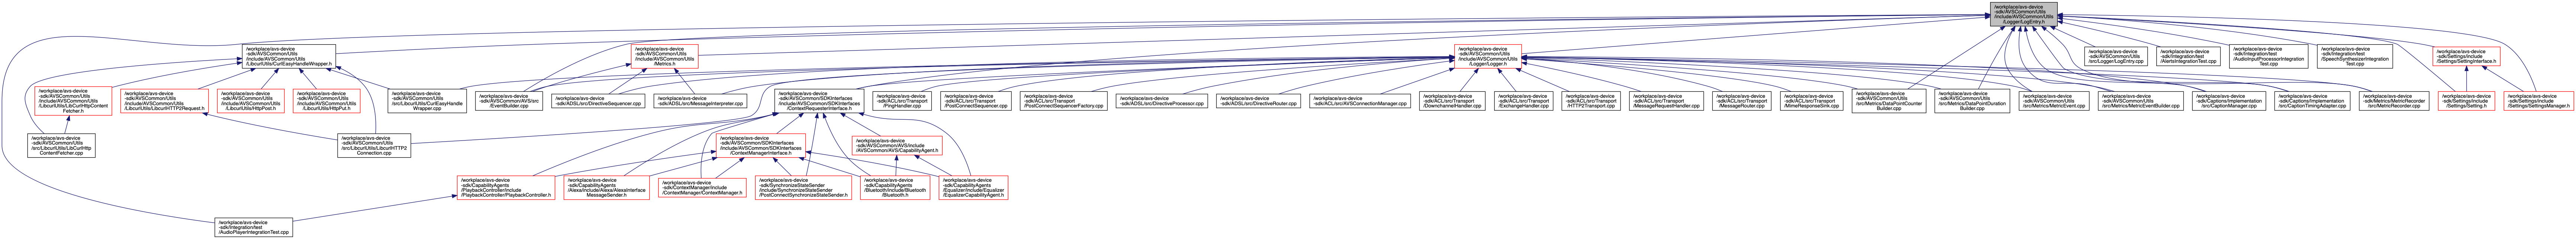 /workplace/avs-device
-sdk/AVSCommon/Utils
/include/AVSCommon/Utils
/Logger/LogEntry.h
/workplace/avs-device
-sdk/AVSCommon/Utils
/include/AVSCommon/Utils
/LibcurlUtils/CurlEasyHandleWrapper.h
/workplace/avs-device
-sdk/AVSCommon/Utils
/include/AVSCommon/Utils
/Metrics.h
/workplace/avs-device
-sdk/AVSCommon/Utils
/include/AVSCommon/Utils
/Logger/Logger.h
/workplace/avs-device
-sdk/AVSCommon/Utils
/src/Logger/LogEntry.cpp
/workplace/avs-device
-sdk/Integration/test
/AlertsIntegrationTest.cpp
/workplace/avs-device
-sdk/Integration/test
/AudioInputProcessorIntegration
Test.cpp
/workplace/avs-device
-sdk/Integration/test
/SpeechSynthesizerIntegration
Test.cpp
/workplace/avs-device
-sdk/Settings/include
/Settings/SettingInterface.h
/workplace/avs-device
-sdk/AVSCommon/Utils
/include/AVSCommon/Utils
/LibcurlUtils/LibCurlHttpContent
Fetcher.h
/workplace/avs-device
-sdk/AVSCommon/Utils
/include/AVSCommon/Utils
/LibcurlUtils/LibcurlHTTP2Request.h
/workplace/avs-device
-sdk/AVSCommon/Utils
/include/AVSCommon/Utils
/LibcurlUtils/HttpPost.h
/workplace/avs-device
-sdk/AVSCommon/Utils
/include/AVSCommon/Utils
/LibcurlUtils/HttpPut.h
/workplace/avs-device
-sdk/AVSCommon/Utils
/src/LibcurlUtils/CurlEasyHandle
Wrapper.cpp
/workplace/avs-device
-sdk/AVSCommon/AVS/src
/EventBuilder.cpp
/workplace/avs-device
-sdk/ADSL/src/DirectiveSequencer.cpp
/workplace/avs-device
-sdk/ADSL/src/MessageInterpreter.cpp
/workplace/avs-device
-sdk/AVSCommon/SDKInterfaces
/include/AVSCommon/SDKInterfaces
/ContextRequesterInterface.h
/workplace/avs-device
-sdk/ACL/src/Transport
/PingHandler.cpp
/workplace/avs-device
-sdk/ACL/src/Transport
/PostConnectSequencer.cpp
/workplace/avs-device
-sdk/ACL/src/Transport
/PostConnectSequencerFactory.cpp
/workplace/avs-device
-sdk/ADSL/src/DirectiveProcessor.cpp
/workplace/avs-device
-sdk/ADSL/src/DirectiveRouter.cpp
/workplace/avs-device
-sdk/ACL/src/AVSConnectionManager.cpp
/workplace/avs-device
-sdk/ACL/src/Transport
/DownchannelHandler.cpp
/workplace/avs-device
-sdk/ACL/src/Transport
/ExchangeHandler.cpp
/workplace/avs-device
-sdk/ACL/src/Transport
/HTTP2Transport.cpp
/workplace/avs-device
-sdk/ACL/src/Transport
/MessageRequestHandler.cpp
/workplace/avs-device
-sdk/ACL/src/Transport
/MessageRouter.cpp
/workplace/avs-device
-sdk/ACL/src/Transport
/MimeResponseSink.cpp
/workplace/avs-device
-sdk/AVSCommon/Utils
/src/Metrics/DataPointCounter
Builder.cpp
/workplace/avs-device
-sdk/AVSCommon/Utils
/src/Metrics/DataPointDuration
Builder.cpp
/workplace/avs-device
-sdk/AVSCommon/Utils
/src/Metrics/MetricEvent.cpp
/workplace/avs-device
-sdk/AVSCommon/Utils
/src/Metrics/MetricEventBuilder.cpp
/workplace/avs-device
-sdk/Captions/Implementation
/src/CaptionManager.cpp
/workplace/avs-device
-sdk/Captions/Implementation
/src/CaptionTimingAdapter.cpp
/workplace/avs-device
-sdk/Metrics/MetricRecorder
/src/MetricRecorder.cpp
/workplace/avs-device
-sdk/Settings/include
/Settings/Setting.h
/workplace/avs-device
-sdk/Settings/include
/Settings/SettingsManager.h
/workplace/avs-device
-sdk/AVSCommon/Utils
/src/LibcurlUtils/LibCurlHttp
ContentFetcher.cpp
/workplace/avs-device
-sdk/AVSCommon/Utils
/src/LibcurlUtils/LibcurlHTTP2
Connection.cpp
/workplace/avs-device
-sdk/AVSCommon/SDKInterfaces
/include/AVSCommon/SDKInterfaces
/ContextManagerInterface.h
/workplace/avs-device
-sdk/AVSCommon/AVS/include
/AVSCommon/AVS/CapabilityAgent.h
/workplace/avs-device
-sdk/CapabilityAgents
/PlaybackController/include
/PlaybackController/PlaybackController.h
/workplace/avs-device
-sdk/CapabilityAgents
/Alexa/include/Alexa/AlexaInterface
MessageSender.h
/workplace/avs-device
-sdk/ContextManager/include
/ContextManager/ContextManager.h
/workplace/avs-device
-sdk/SynchronizeStateSender
/include/SynchronizeStateSender
/PostConnectSynchronizeStateSender.h
/workplace/avs-device
-sdk/CapabilityAgents
/Bluetooth/include/Bluetooth
/Bluetooth.h
/workplace/avs-device
-sdk/CapabilityAgents
/Equalizer/include/Equalizer
/EqualizerCapabilityAgent.h
/workplace/avs-device
-sdk/Integration/test
/AudioPlayerIntegrationTest.cpp